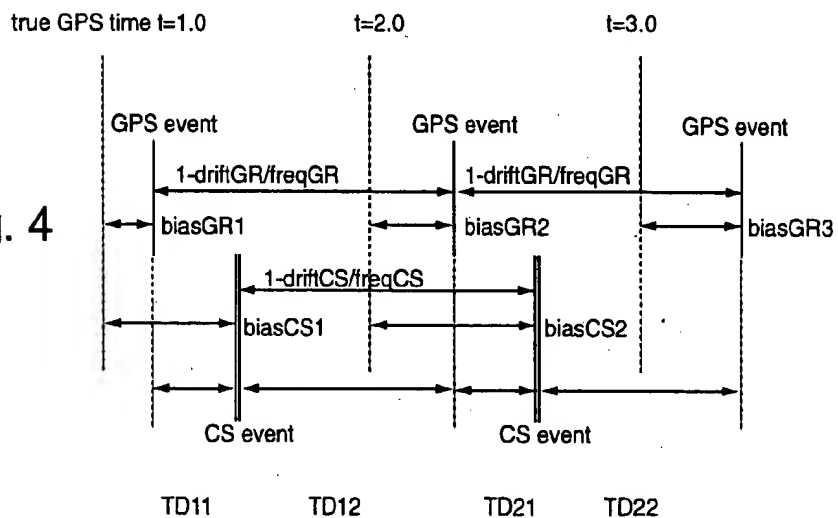 true GPS time t=1.0 t=2.0 t=3.0
GPS event GPS event GPS event
1-driftGR/freqGR 1-driftGR/freqGR
. 4 biasGR1 biasGR2 biasGR3
1-driftCS/freqCS
biasCS1 biasCS2
CS event CS event
TD11 TD12 TD21 TD22